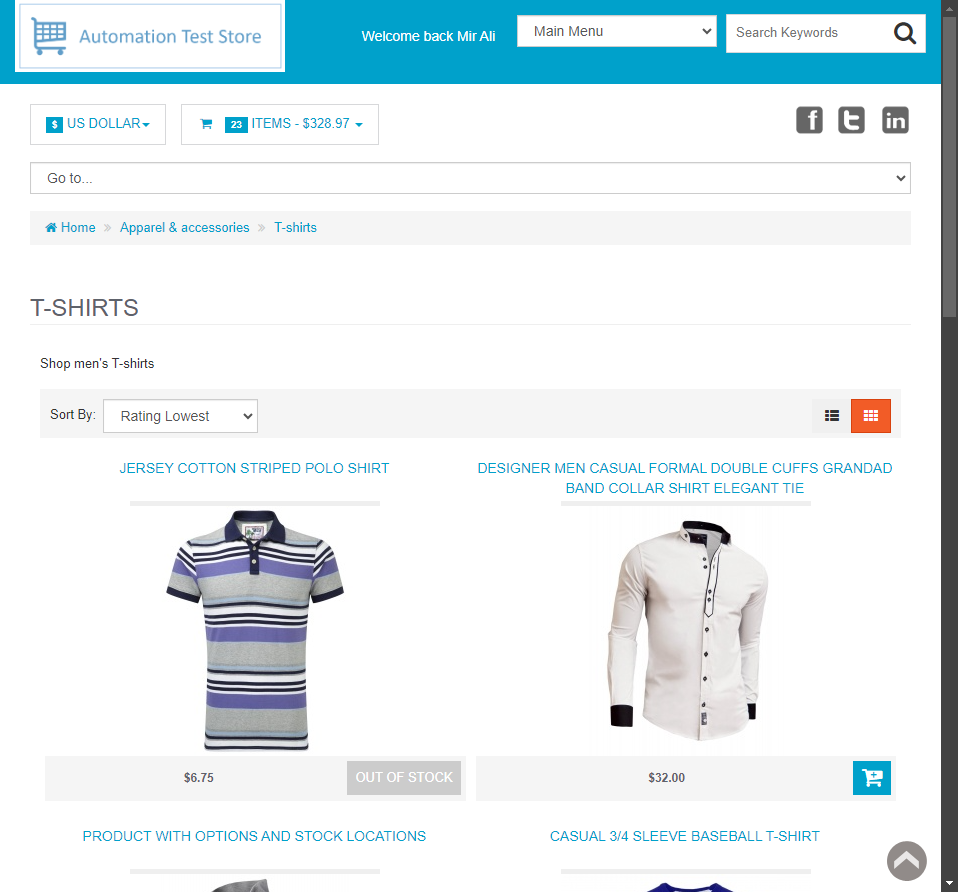 Automation Test Store
Welcome back Mir Ali
Main Menu
Search Keywords
$ US DOLLAR
23 ITEMS - $328.97
f t in
Go to...
Home » Apparel & accessories » T-shirts
T-SHIRTS
Shop men's T-shirts
Sort By: Rating Lowest
JERSEY COTTON STRIPED POLO SHIRT
DESIGNER MEN CASUAL FORMAL DOUBLE CUFFS GRANDAD
BAND COLLAR SHIRT ELEGANT TIE
$6.75
OUT OF STOCK
$32.00
PRODUCT WITH OPTIONS AND STOCK LOCATIONS
CASUAL 3/4 SLEEVE BASEBALL T-SHIRT